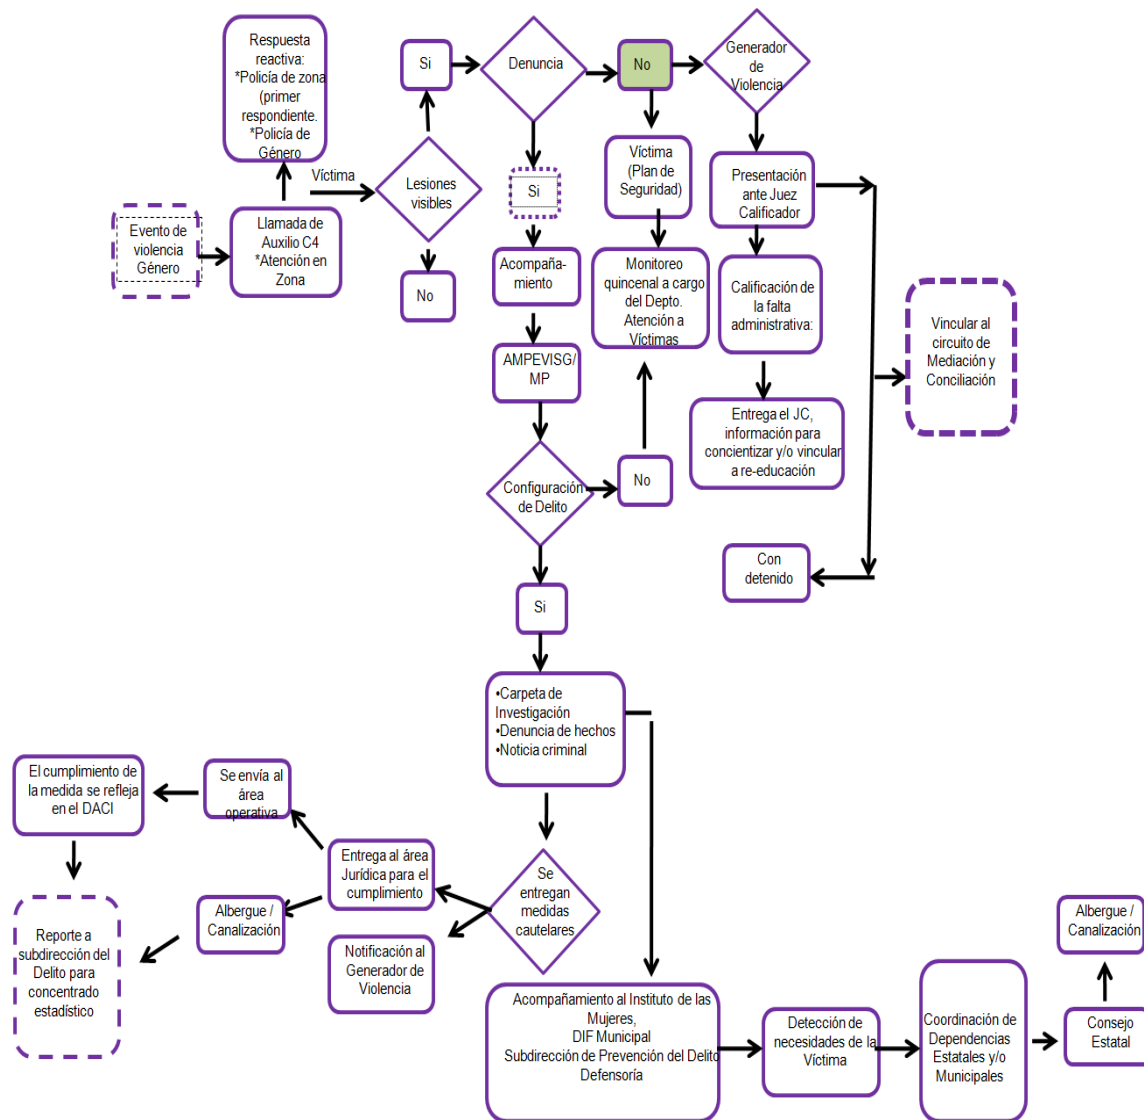 Respuesta
reactiva:
*Policía de zona
(primer
respondiente.
*Policía de
Género
Si
Denuncia
No
Generador
de
Violencia
Víctima
Lesiones
visibles
Si
Víctima
(Plan de
Seguridad)
Presentación
ante Juez
Calificador
Evento de
violencia
Género
Llamada de
Auxilio C4
*Atención en
Zona
No
Acompaña-
miento
Monitoreo
quincenal a cargo
del Depto.
Atención a
Víctimas
Calificación de
la falta
administrativa:
Vincular al
circuito de
Mediación y
Conciliación
AMPEVISG/
MP
Entrega el JC,
información para
concientizar y/o vincular
a re-educación
Configuración
de Delito
No
Con
detenido
Si
•Carpeta de
Investigación
•Denuncia de hechos
•Noticia criminal
El cumplimiento de
la medida se refleja
en el DACI
Se envía al
área
operativa
Entrega al área
Jurídica para el
cumplimiento
Se
entregan
medidas
cautelares
Albergue /
Canalización
Reporte a
subdirección del
Delito para
concentrado
estadístico
Notificación al
Generador de
Violencia
Acompañamiento al Instituto de las
Mujeres,
DIF Municipal
Subdirección de Prevención del Delito
Defensoría
Detección de
necesidades de la
Víctima
Coordinación de
Dependencias
Estatales y/o
Municipales
Consejo
Estatal
Albergue /
Canalización